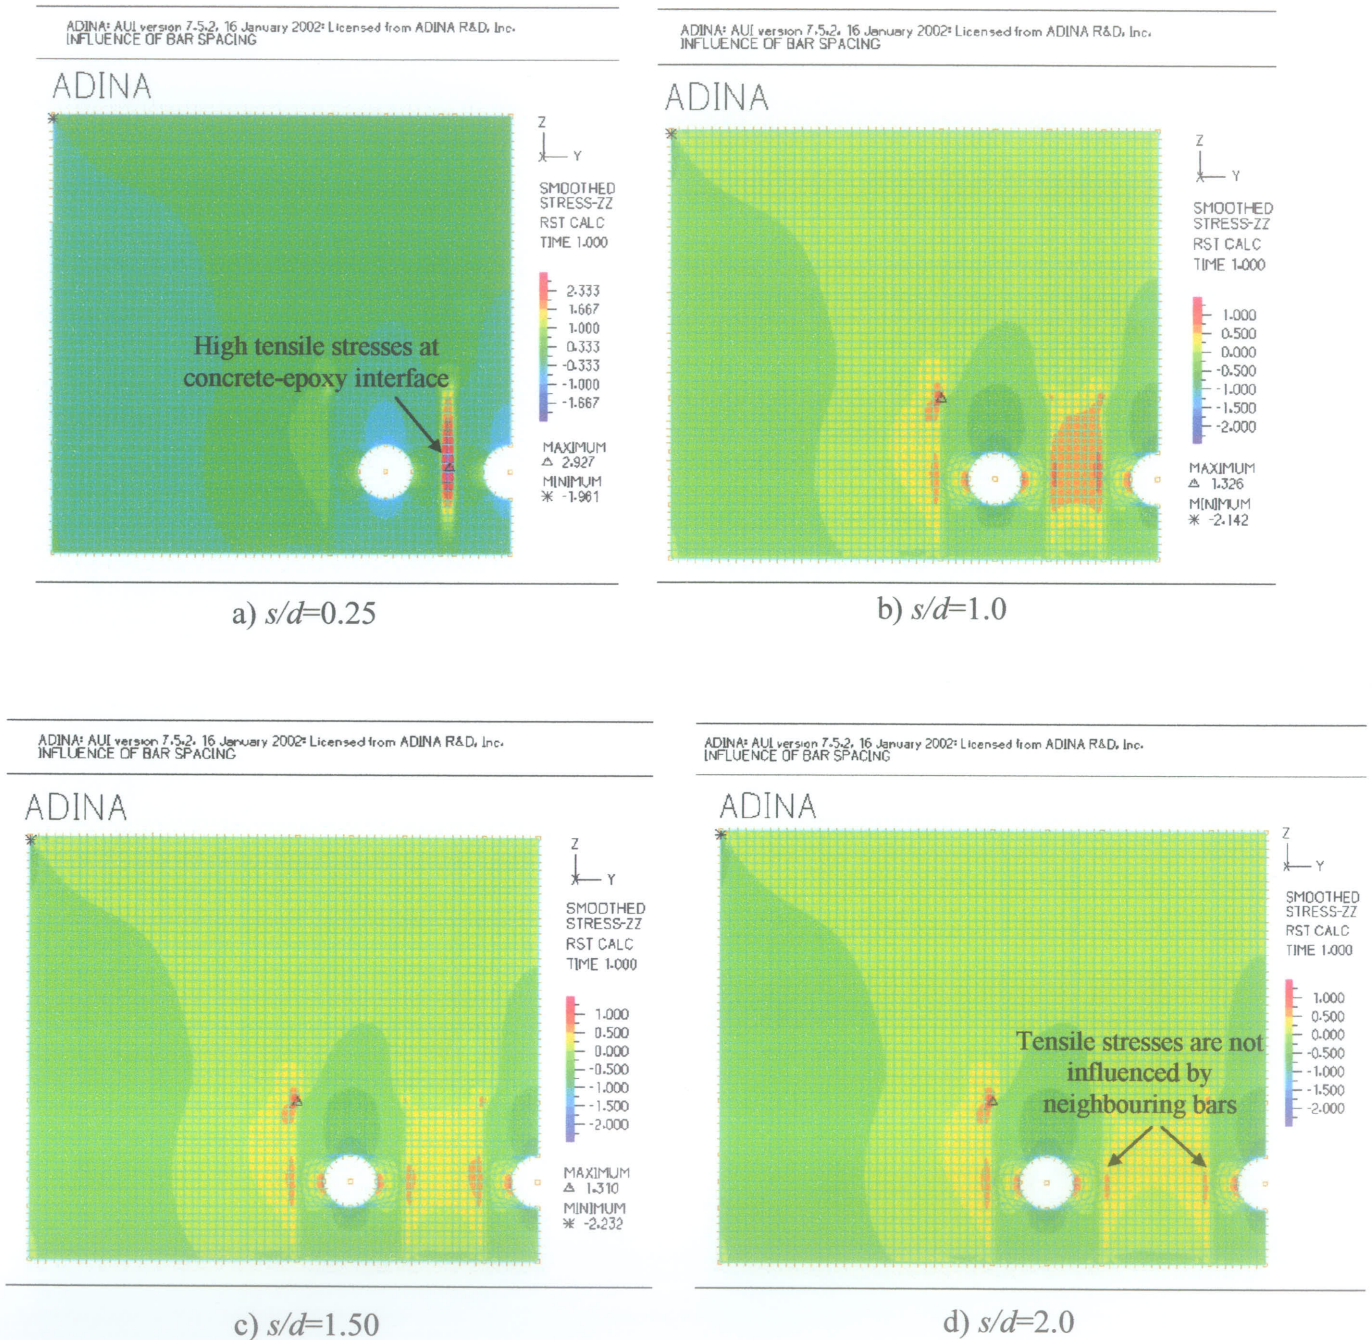 ADINA: AUI version 7.5.2, 16 January 2002: Licensed from ADINA R&D, Inc.
INFLUENCE OF BAR SPACING
ADINA
Z
X
Y
SMOOTHED
STRESS-ZZ
RST CALC
TIME 1.000
2.333
1.667
1.000
0.333
-0.333
-1.000
-1.667
MAXIMUM
2.927
MINIMUM
-1.961
High tensile stresses at
concrete-epoxy interface
a) s/d=0.25
ADINA: AUI version 7.5.2, 16 January 2002: Licensed from ADINA R&D, Inc.
INFLUENCE OF BAR SPACING
ADINA
Z
X
Y
SMOOTHED
STRESS-ZZ
RST CALC
TIME 1.000
1.000
0.500
0.000
-0.500
-1.000
-1.500
-2.000
MAXIMUM
1.326
MINIMUM
-2.142
b) s/d=1.0
ADINA: AUI version 7.5.2, 16 January 2002: Licensed from ADINA R&D, Inc.
INFLUENCE OF BAR SPACING
ADINA
Z
X
Y
SMOOTHED
STRESS-ZZ
RST CALC
TIME 1.000
1.000
0.500
0.000
-0.500
-1.000
-1.500
-2.000
MAXIMUM
1.310
MINIMUM
-2.232
c) s/d=1.50
ADINA: AUI version 7.5.2, 16 January 2002: Licensed from ADINA R&D, Inc.
INFLUENCE OF BAR SPACING
ADINA
Z
X
Y
SMOOTHED
STRESS-ZZ
RST CALC
TIME 1.000
1.000
0.500
0.000
-0.500
-1.000
-1.500
-2.000
Tensile stresses are not
influenced by
neighbouring bars
d) s/d=2.0